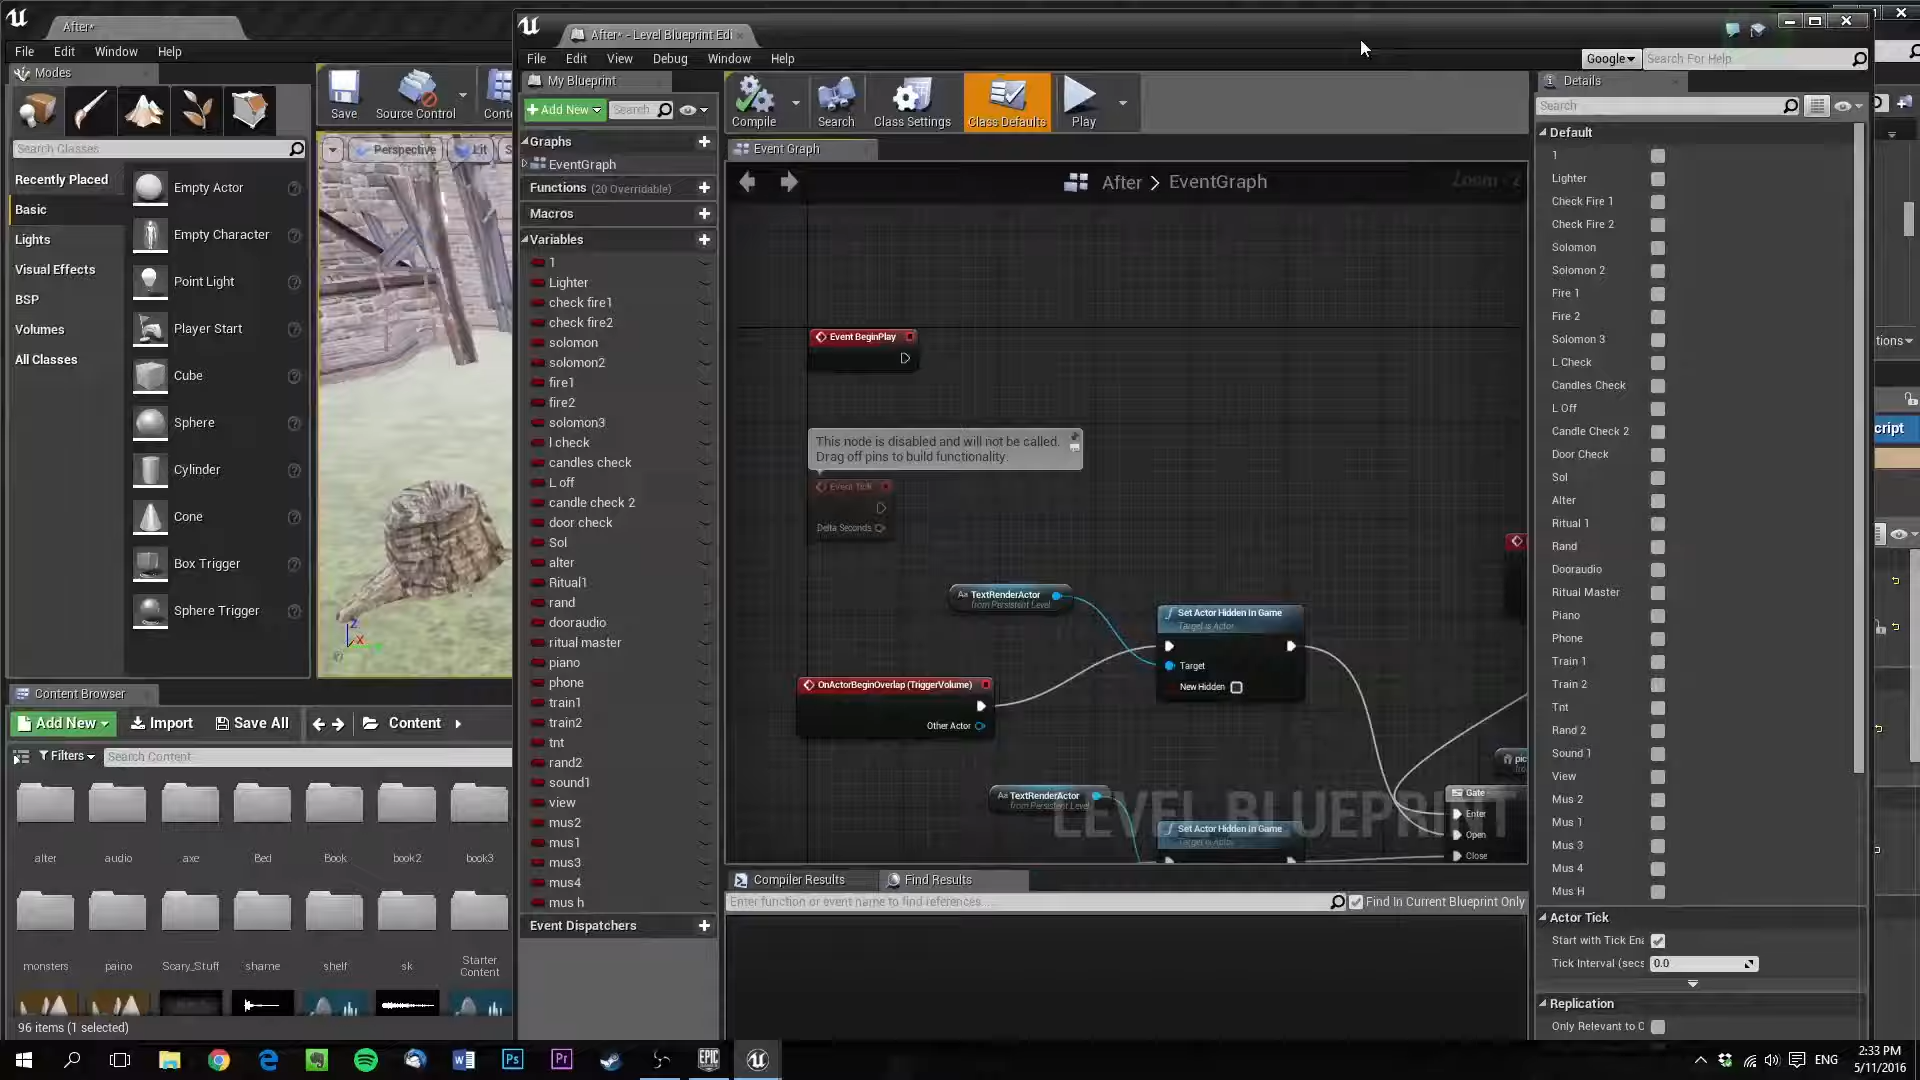 After*
File Edit Window Help
Modes
Search Classes
Recently Placed
Basic
Lights
Visual Effects
BSP
Volumes
All Classes
Empty Actor
Empty Character
Point Light
Player Start
Cube
Sphere
Cylinder
Cone
Box Trigger
Sphere Trigger
Save
Source Control
Conte
Perspective
Lit
S
Z
X
Content Browser
Add New
Import
Save All
Content
Filters
Search Content
alter
audio
axe
Bed
Book
book2
book3
monsters
paino
Scary_Stuff
shame
shelf
sk
Starter
Content
96 items (1 selected)
After* - Level Blueprint Edi
File Edit View Debug Window Help
Google
Search For Help
My Blueprint
Add New
Search
Graphs
EventGraph
Functions (20 Overridable)
Macros
Variables
1
Lighter
check fire1
check fire2
solomon
solomon2
fire1
fire2
solomon3
l check
candles check
L off
candle check 2
door check
Sol
alter
Ritual1
rand
dooraudio
ritual master
piano
phone
train1
train2
tnt
rand2
sound1
view
mus2
mus1
mus3
mus4
mus h
Event Dispatchers
Compile
Search
Class Settings
Class Defaults
Play
Event Graph
After > EventGraph
Zoom -2
Event BeginPlay
This node is disabled and will not be called.
Drag off pins to build functionality.
Event Tick
Delta Seconds
TextRenderActor
from Persistent Level
Set Actor Hidden In Game
Target is Actor
Target
New Hidden
OnActorBeginOverlap (TriggerVolume)
Other Actor
TextRenderActor
from Persistent Level
Set Actor Hidden In Game
Target is Actor
pic
Gate
Enter
Open
Close
LEVEL BLUEPRINT
Compiler Results
Find Results
Enter function or event name to find references...
Find In Current Blueprint Only
Details
Search
Default
1
Lighter
Check Fire 1
Check Fire 2
Solomon
Solomon 2
Fire 1
Fire 2
Solomon 3
L Check
Candles Check
L Off
Candle Check 2
Door Check
Sol
Alter
Ritual 1
Rand
Dooraudio
Ritual Master
Piano
Phone
Train 1
Train 2
Tnt
Rand 2
Sound 1
View
Mus 2
Mus 1
Mus 3
Mus 4
Mus H
Actor Tick
Start with Tick Ena
Tick Interval (secs
0.0
Replication
Only Relevant to O
tions
cript
ENG
2:33 PM
5/11/2016